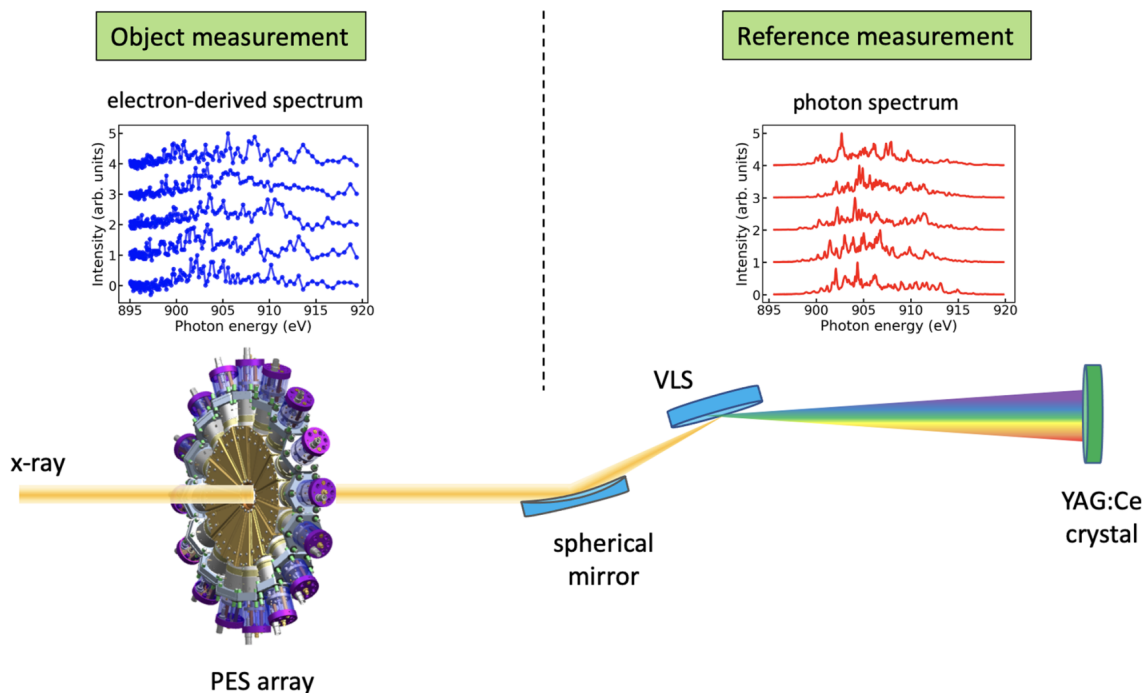 Object measurement
electron-derived spectrum
5
4
3
2
1
0
Intensity (arb. units)
895 900 905 910 915 920
Photon energy (eV)
Reference measurement
photon spectrum
5
4
3
2
1
0
Intensity (arb. units)
895 900 905 910 915 920
Photon energy (eV)
x-ray
PES array
spherical
mirror
VLS
YAG:Ce
crystal